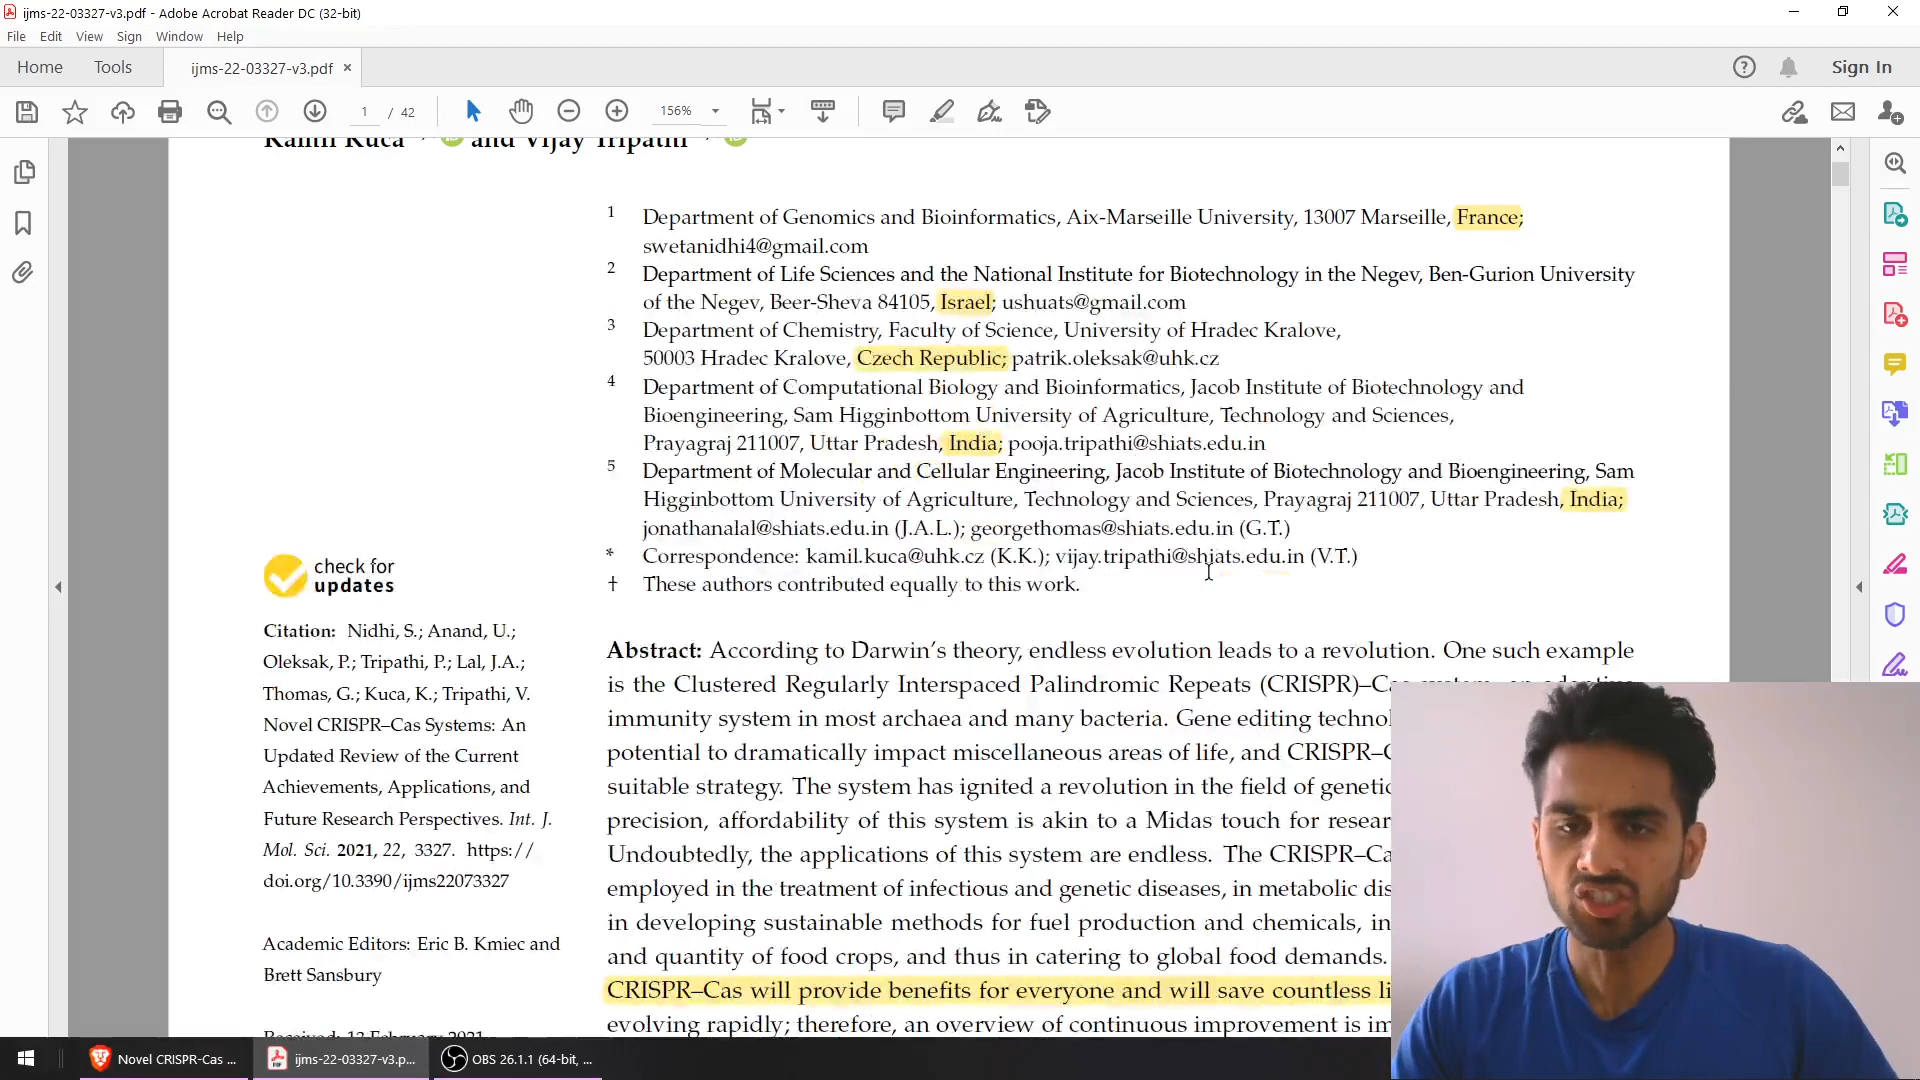 ijms-22-03327-v3.pdf - Adobe Acrobat Reader DC (32-bit)
File Edit View Sign Window Help
Home Tools ijms-22-03327-v3.pdf × Sign In
1 / 42 156%
Kamil Kuca and Vijay Tripathi
1 Department of Genomics and Bioinformatics, Aix-Marseille University, 13007 Marseille, France;
swetanidhi4@gmail.com
2 Department of Life Sciences and the National Institute for Biotechnology in the Negev, Ben-Gurion University
of the Negev, Beer-Sheva 84105, Israel; ushuats@gmail.com
3 Department of Chemistry, Faculty of Science, University of Hradec Kralove,
50003 Hradec Kralove, Czech Republic; patrik.oleksak@uhk.cz
4 Department of Computational Biology and Bioinformatics, Jacob Institute of Biotechnology and
Bioengineering, Sam Higginbottom University of Agriculture, Technology and Sciences,
Prayagraj 211007, Uttar Pradesh, India; pooja.tripathi@shiats.edu.in
5 Department of Molecular and Cellular Engineering, Jacob Institute of Biotechnology and Bioengineering, Sam
Higginbottom University of Agriculture, Technology and Sciences, Prayagraj 211007, Uttar Pradesh, India;
jonathanalal@shiats.edu.in (J.A.L.); georgethomas@shiats.edu.in (G.T.)
* Correspondence: kamil.kuca@uhk.cz (K.K.); vijay.tripathi@shiats.edu.in (V.T.)
† These authors contributed equally to this work.
check for
updates
Citation: Nidhi, S.; Anand, U.;
Oleksak, P.; Tripathi, P.; Lal, J.A.;
Thomas, G.; Kuca, K.; Tripathi, V.
Novel CRISPR–Cas Systems: An
Updated Review of the Current
Achievements, Applications, and
Future Research Perspectives. Int. J.
Mol. Sci. 2021, 22, 3327. https://
doi.org/10.3390/ijms22073327
Academic Editors: Eric B. Kmiec and
Brett Sansbury
Received: 13 February 2021
Abstract: According to Darwin's theory, endless evolution leads to a revolution. One such example
is the Clustered Regularly Interspaced Palindromic Repeats (CRISPR)–Cas system, an adaptive
immunity system in most archaea and many bacteria. Gene editing technol
potential to dramatically impact miscellaneous areas of life, and CRISPR–C
suitable strategy. The system has ignited a revolution in the field of genetic
precision, affordability of this system is akin to a Midas touch for resear
Undoubtedly, the applications of this system are endless. The CRISPR–Ca
employed in the treatment of infectious and genetic diseases, in metabolic dis
in developing sustainable methods for fuel production and chemicals, in
and quantity of food crops, and thus in catering to global food demands.
CRISPR–Cas will provide benefits for everyone and will save countless li
evolving rapidly; therefore, an overview of continuous improvement is im
Novel CRISPR-Cas ... ijms-22-03327-v3.p... OBS 26.1.1 (64-bit, ...